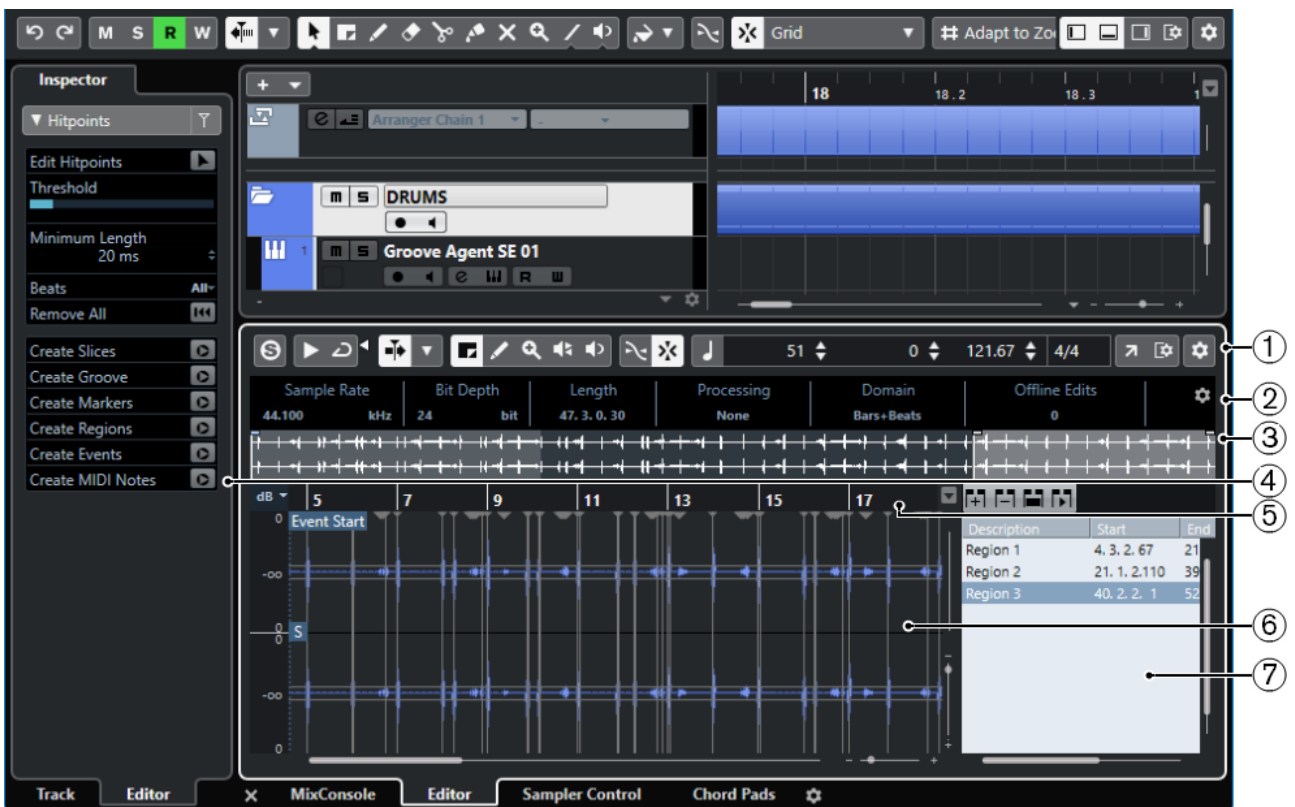 M S R W Grid Adapt to Zo
Inspector
Hitpoints
Edit Hitpoints
Threshold
Minimum Length
20 ms
Beats All
Remove All
Create Slices
Create Groove
Create Markers
Create Regions
Create Events
Create MIDI Notes
+
18 18.2 18.3 1
e Arranger Chain 1 -
m s DRUMS
1 m s Groove Agent SE 01
e R W
-
51 0 121.67 4/4
Sample Rate Bit Depth Length Processing Domain Offline Edits
44.100 kHz 24 bit 47. 3. 0. 30 None Bars+Beats 0
dB 5 7 9 11 13 15 17
Description Start End
Region 1 4. 3. 2. 67 21
Region 2 21. 1. 2.110 39
Region 3 40. 2. 2. 1 52
0 Event Start
-∞
0
0 S
-∞
0
1
2
3
4
5
6
7
Track Editor MixConsole Editor Sampler Control Chord Pads